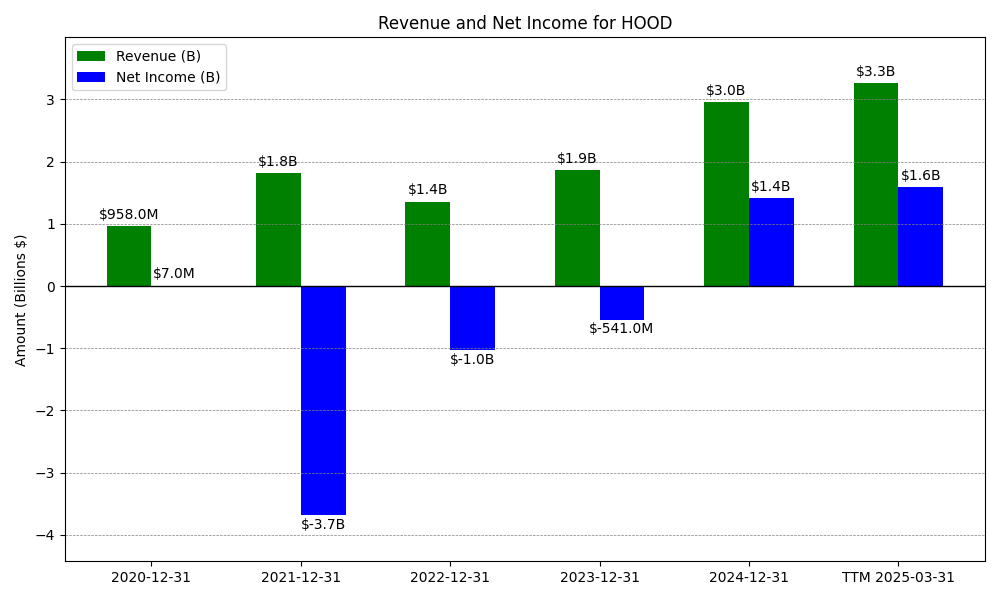 Revenue and Net Income for HOOD
Revenue (B)
Net Income (B)
Amount (Billions $)
3
2
1
0
−1
−2
−3
−4
$958.0M
$1.8B
$1.4B
$1.9B
$3.0B
$3.3B
$7.0M
$-3.7B
$-1.0B
$-541.0M
$1.4B
$1.6B
2020-12-31
2021-12-31
2022-12-31
2023-12-31
2024-12-31
TTM 2025-03-31